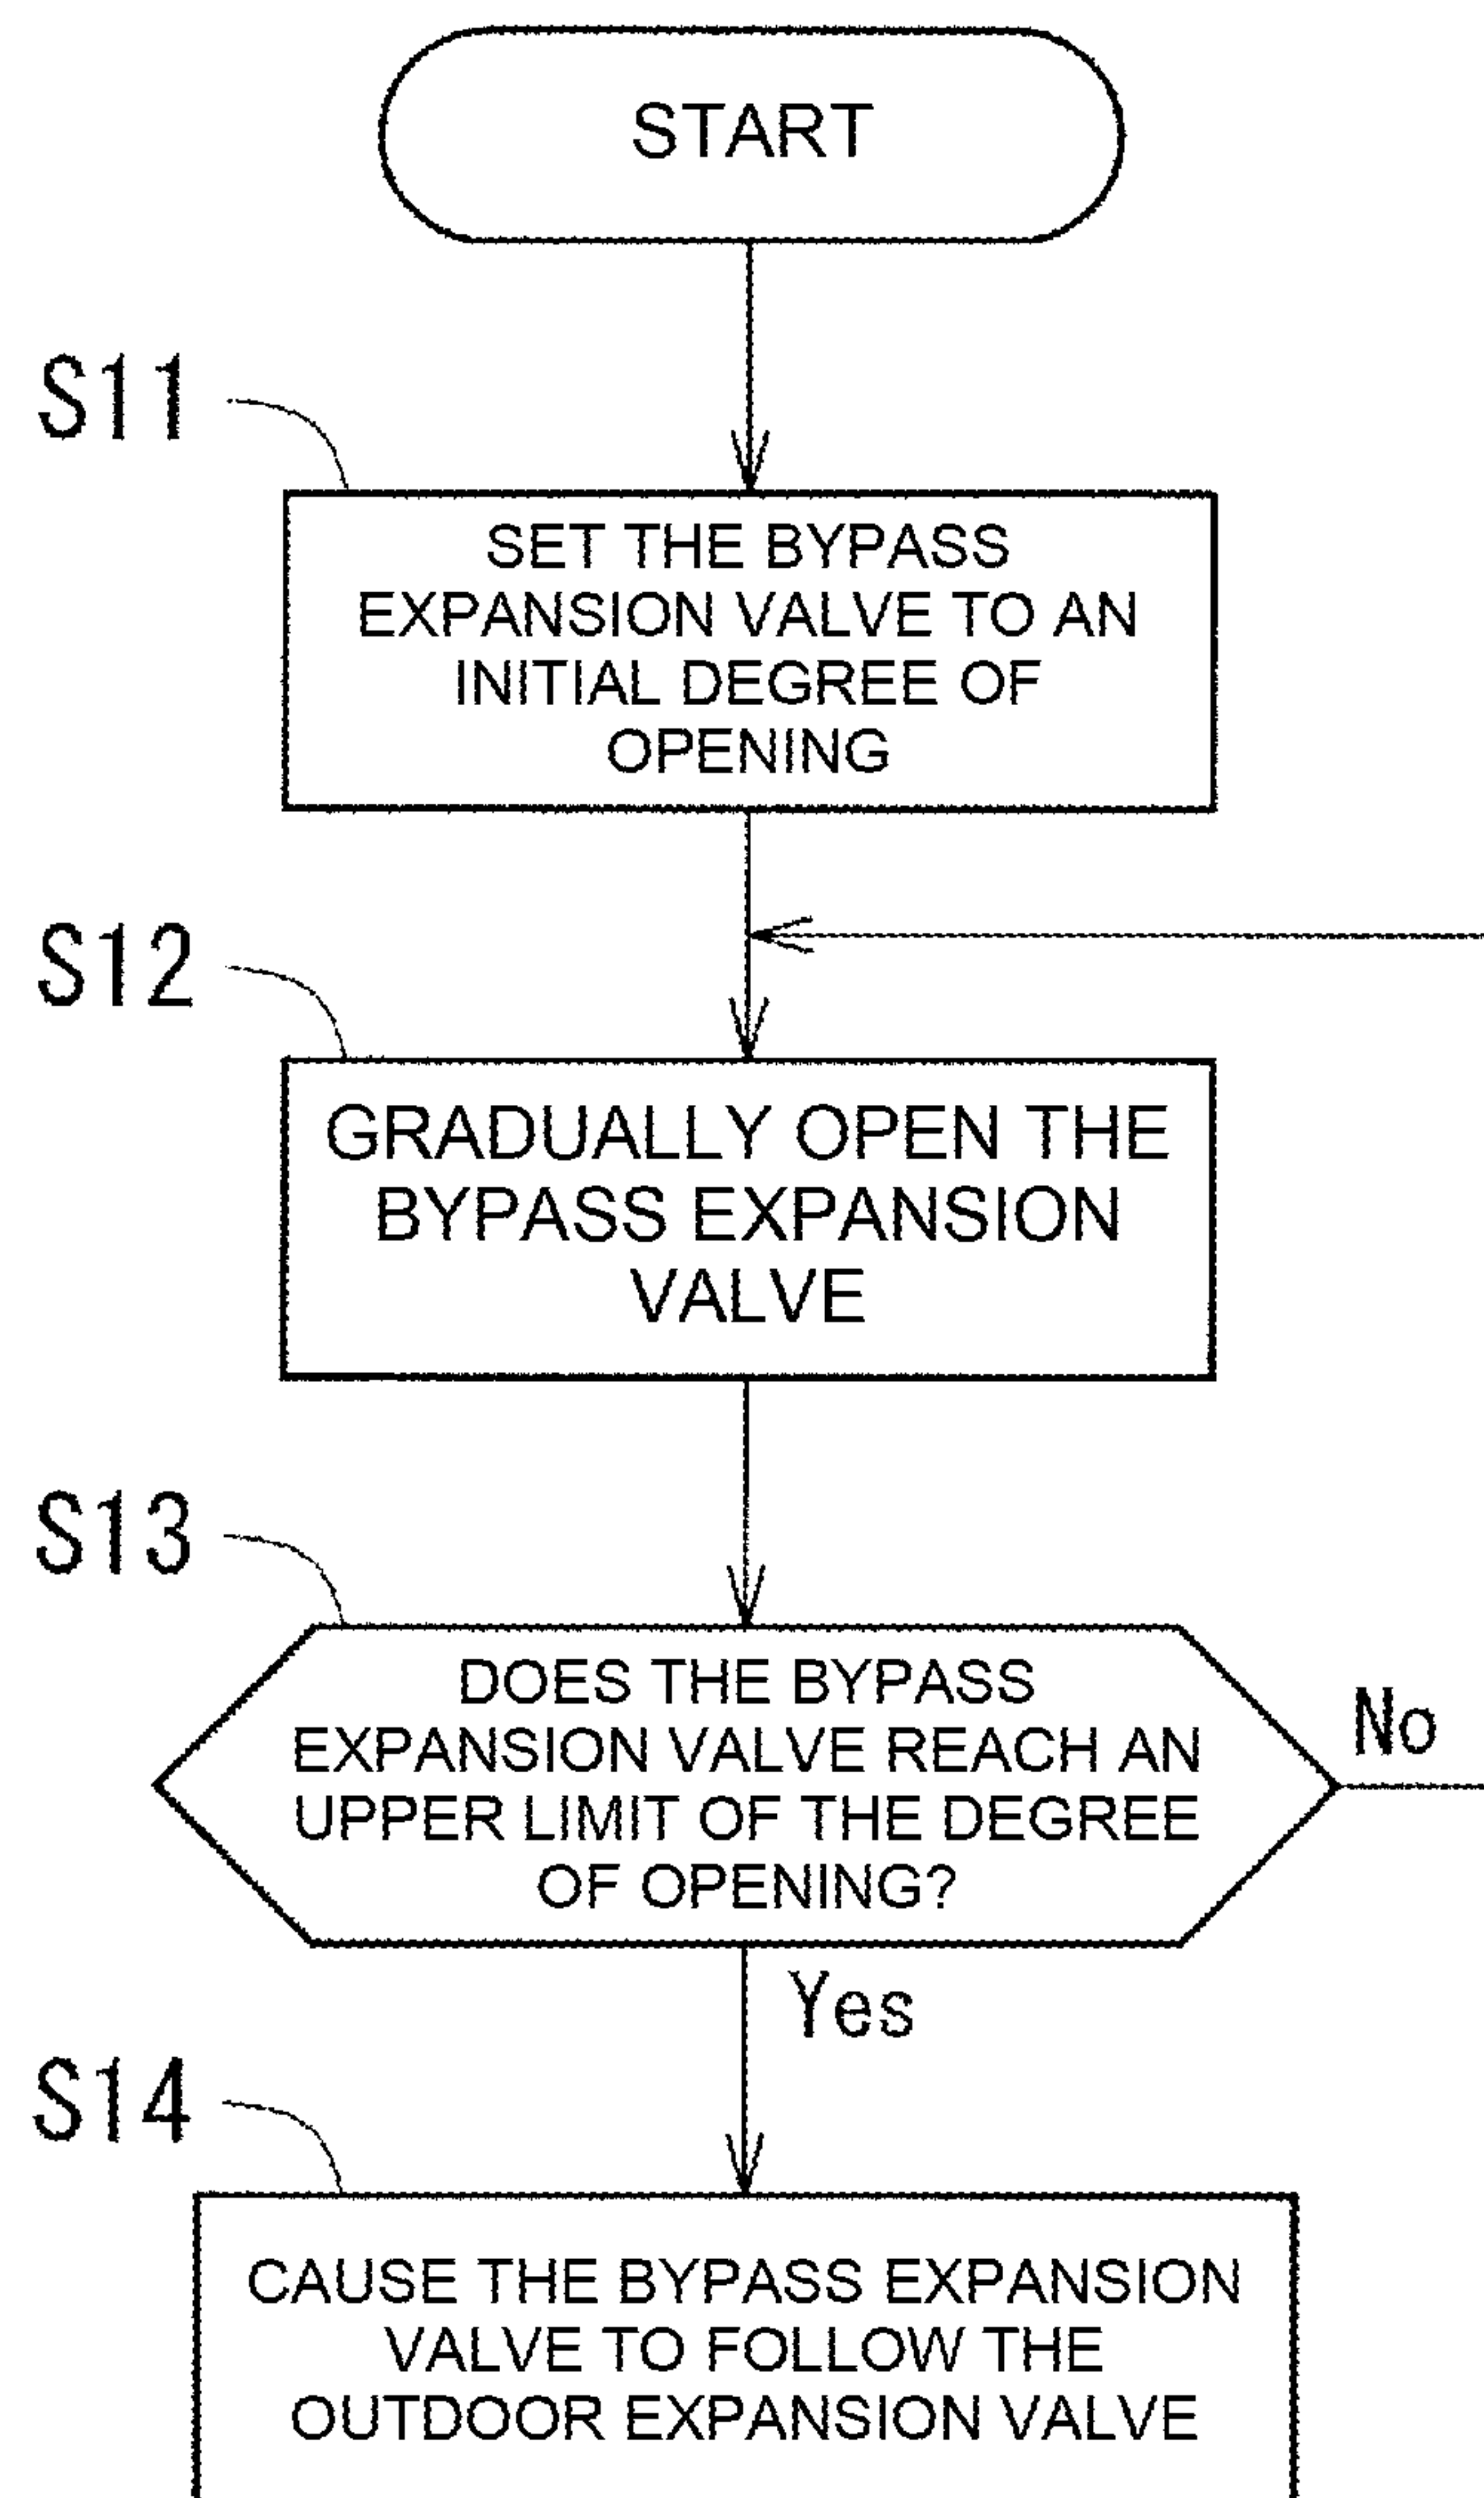 START
S11
SET THE BYPASS
EXPANSION VALVE TO AN
INITIAL DEGREE OF
OPENING
S12
GRADUALLY OPEN THE
BYPASS EXPANSION
VALVE
S13
DOES THE BYPASS
EXPANSION VALVE REACH AN
UPPER LIMIT OF THE DEGREE
OF OPENING?
No
Yes
S14
CAUSE THE BYPASS EXPANSION
VALVE TO FOLLOW THE
OUTDOOR EXPANSION VALVE